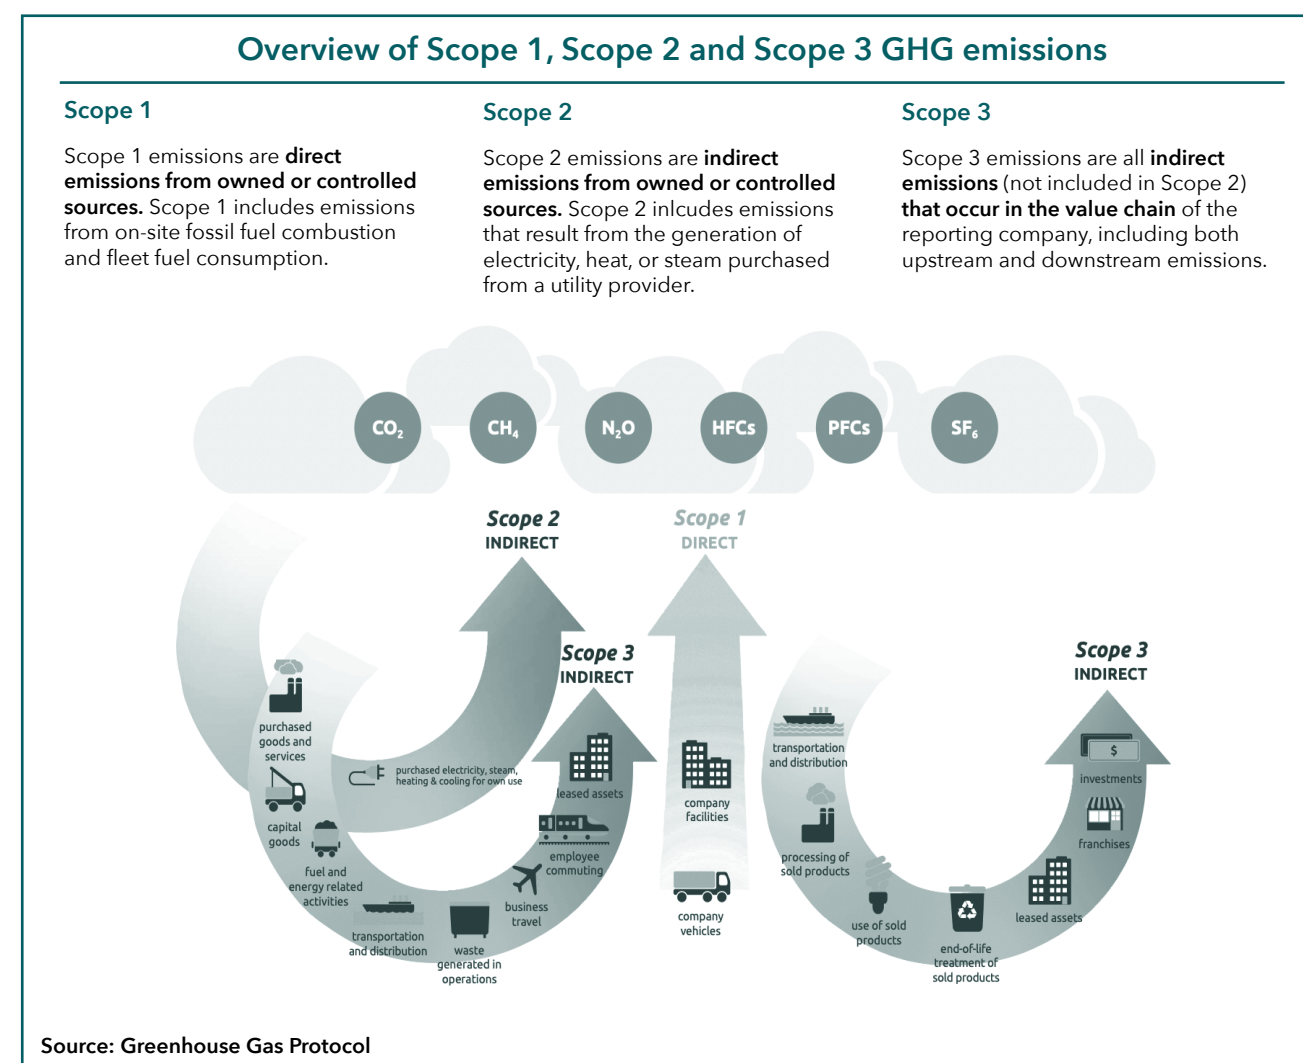 Overview of Scope 1, Scope 2 and Scope 3 GHG emissions
Scope 1
Scope 1 emissions are direct
emissions from owned or controlled
sources. Scope 1 includes emissions
from on-site fossil fuel combustion
and fleet fuel consumption.
Scope 2
Scope 2 emissions are indirect
emissions from owned or controlled
sources. Scope 2 inlcudes emissions
that result from the generation of
electricity, heat, or steam purchased
from a utility provider.
Scope 3
Scope 3 emissions are all indirect
emissions (not included in Scope 2)
that occur in the value chain of the
reporting company, including both
upstream and downstream emissions.
CO₂
CH₄
N₂O
HFCs
PFCs
SF₆
Scope 2
INDIRECT
purchased electricity, steam,
heating & cooling for own use
Scope 3
INDIRECT
purchased
goods and
services
capital
goods
fuel and
energy related
activities
transportation
and distribution
waste
generated in
operations
business
travel
employee
commuting
leased assets
Scope 1
DIRECT
company
facilities
company
vehicles
Scope 3
INDIRECT
transportation
and distribution
processing of
sold products
use of sold
products
end-of-life
treatment of
sold products
leased assets
franchises
$
investments
Source: Greenhouse Gas Protocol